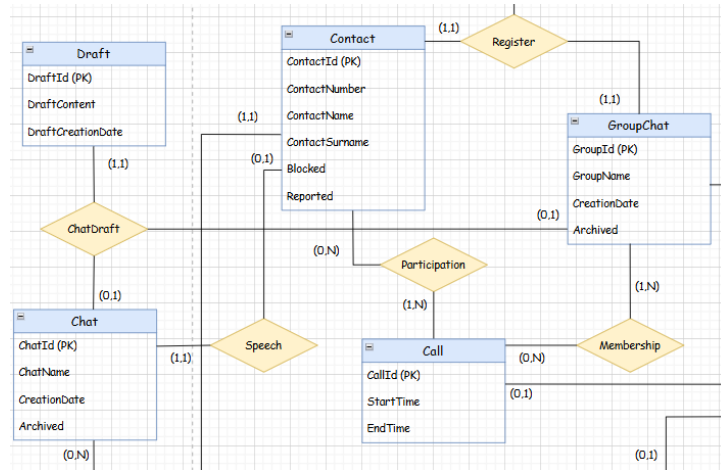 Draft
DraftId (PK)
DraftContent
DraftCreationDate
(1,1)
ChatDraft
(0,1)
Chat
ChatId (PK)
ChatName
CreationDate
Archived
(0,N)
(1,1)
Speech
(0,1)
(1,1)
Contact
ContactId (PK)
ContactNumber
ContactName
ContactSurname
Blocked
Reported
(0,N)
Participation
(1,N)
Call
CallId (PK)
StartTime
EndTime
(0,N)
(0,1)
Membership
(1,N)
(0,1)
(1,1)
Register
(1,1)
GroupChat
GroupId (PK)
GroupName
CreationDate
Archived
(0,1)